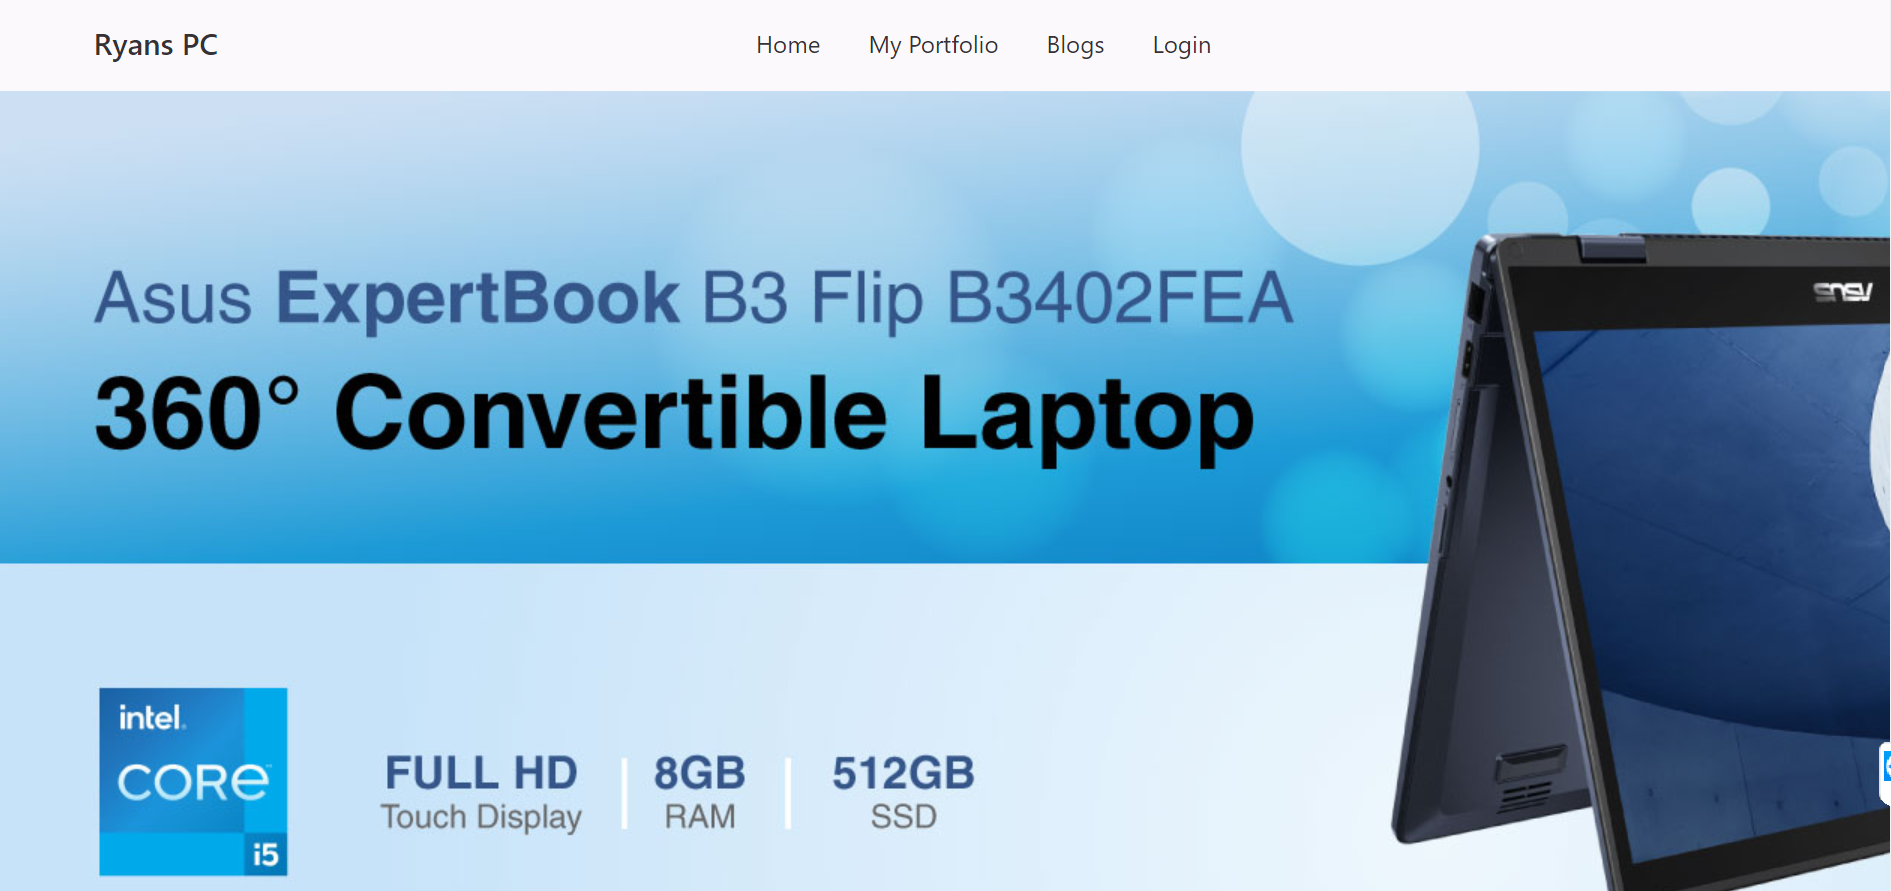 Ryans PC
Home My Portfolio Blogs Login
Asus ExpertBook B3 Flip B3402FEA
360° Convertible Laptop
ASUS
intel.
CORE™
i5
FULL HD
Touch Display
8GB
RAM
512GB
SSD